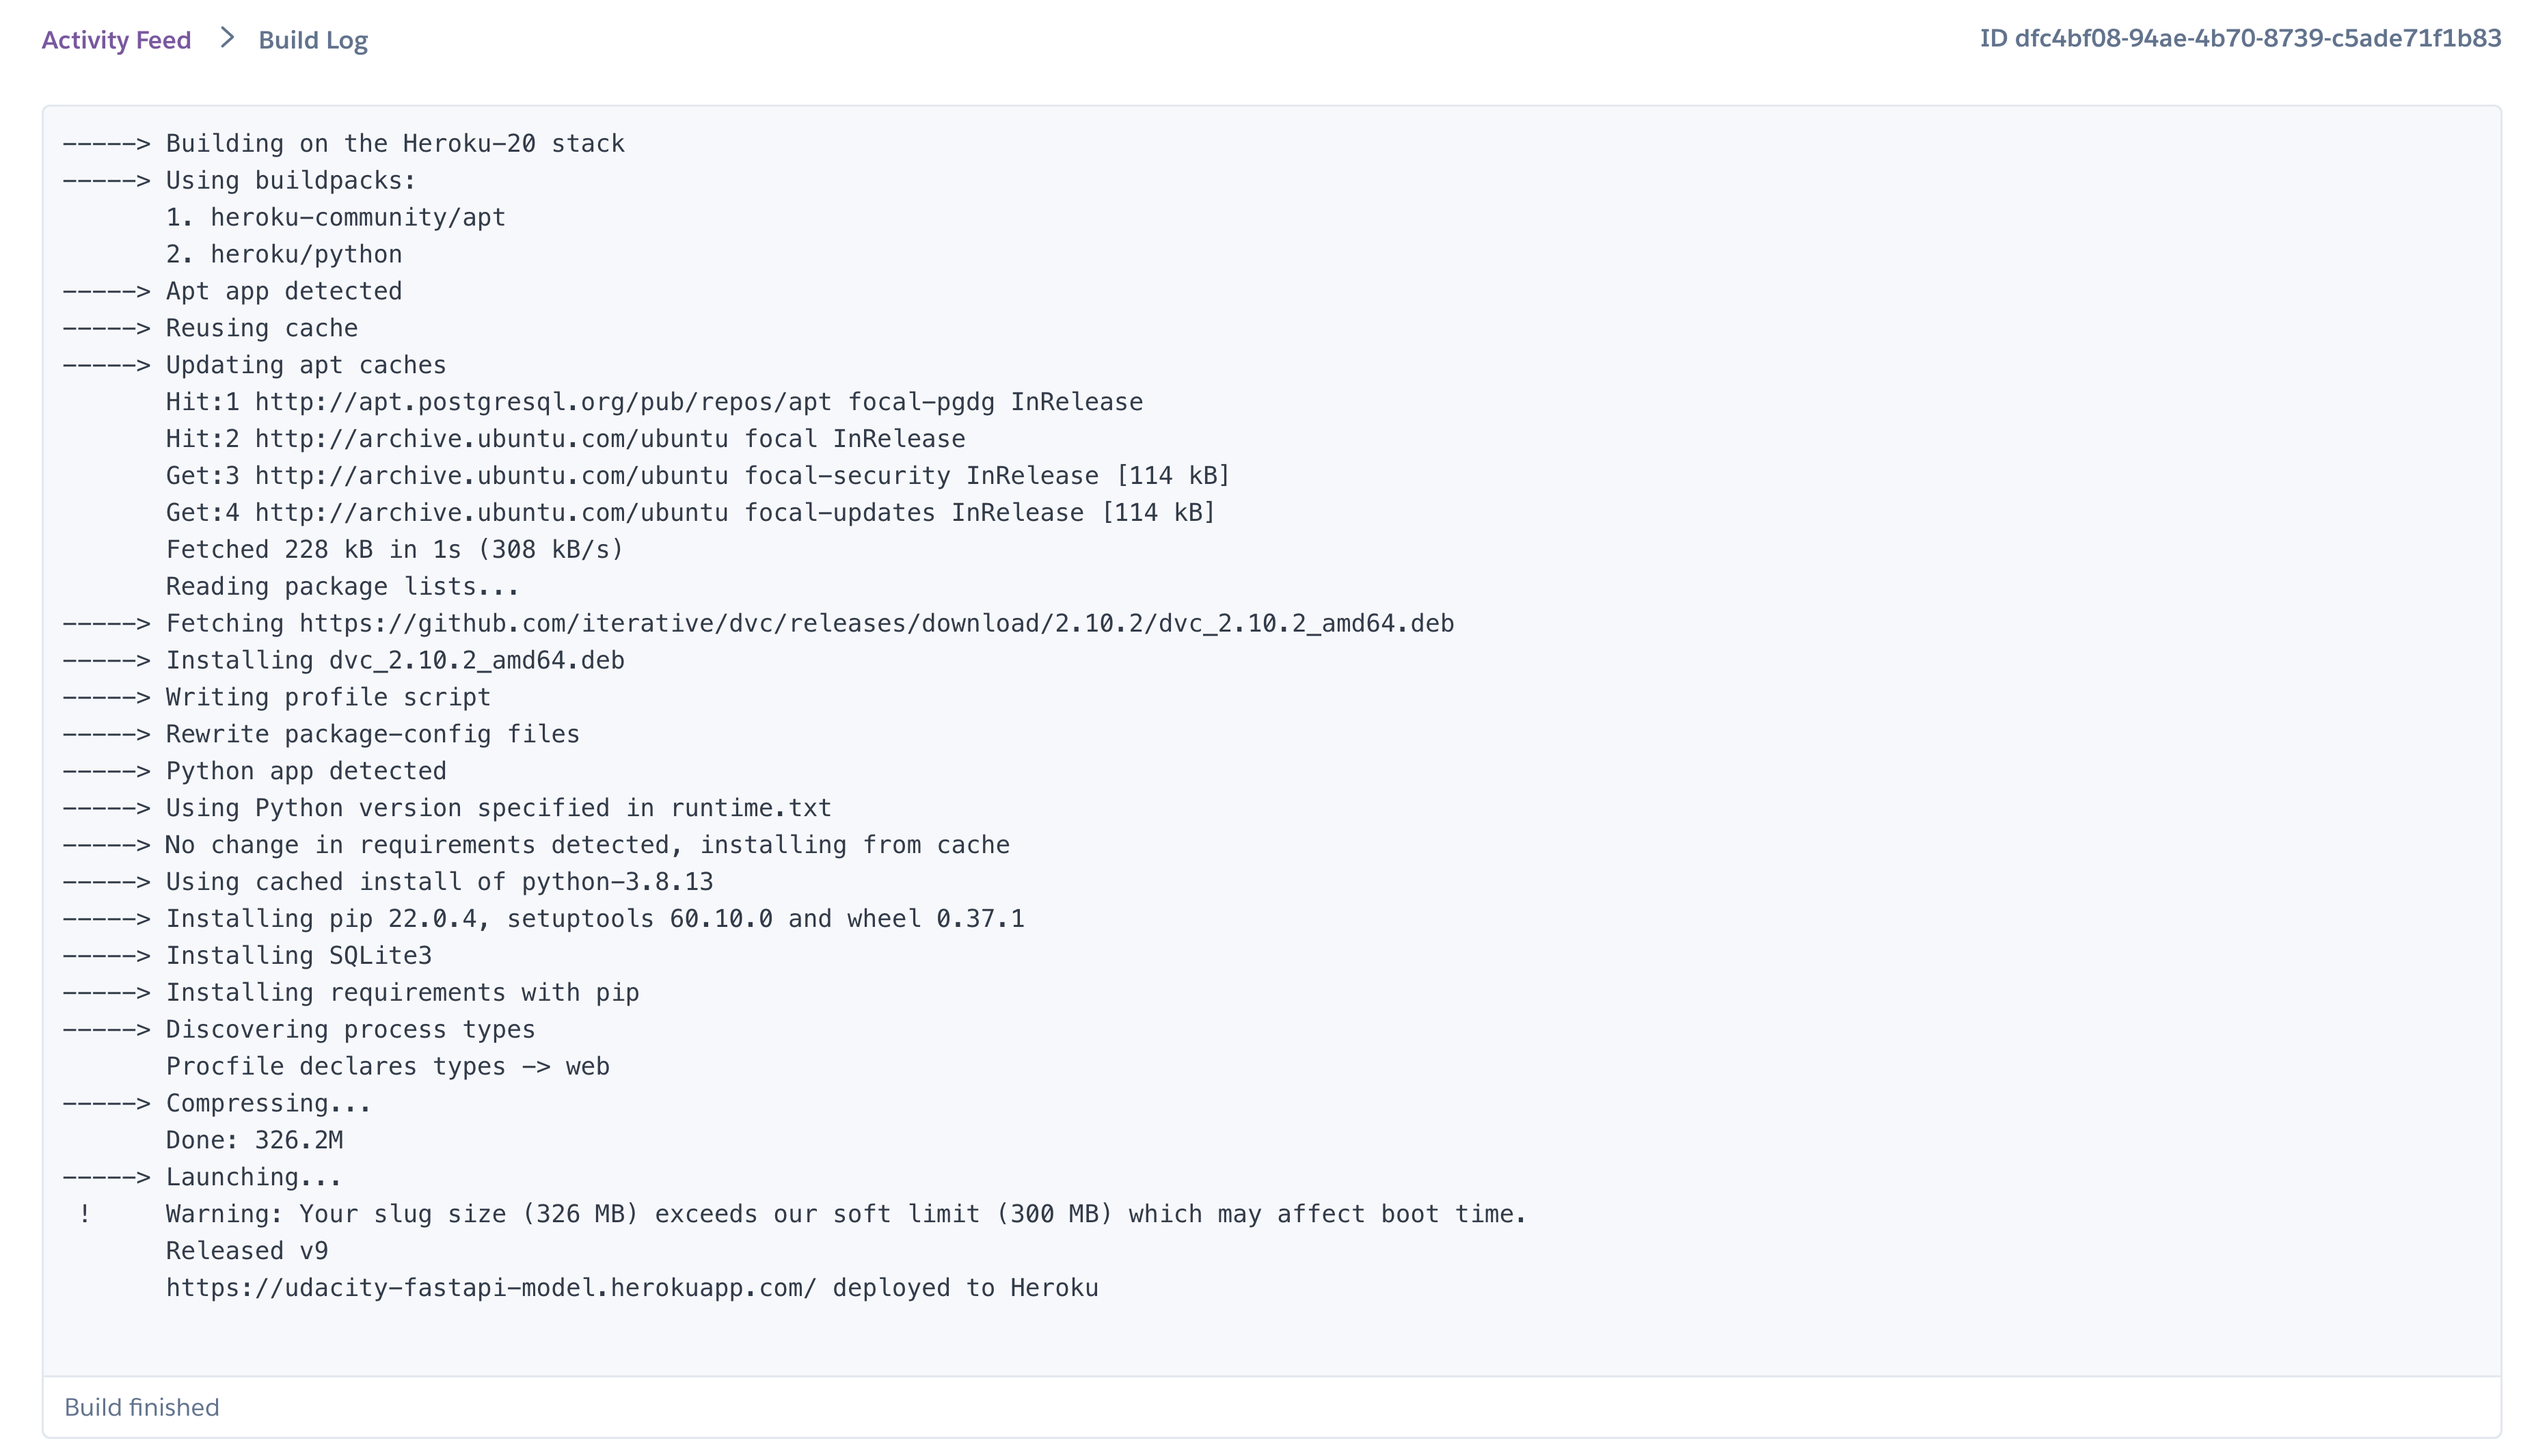 Activity Feed > Build Log
ID dfc4bf08-94ae-4b70-8739-c5ade71f1b83
-----> Building on the Heroku-20 stack
-----> Using buildpacks:
       1. heroku-community/apt
       2. heroku/python
-----> Apt app detected
-----> Reusing cache
-----> Updating apt caches
       Hit:1 http://apt.postgresql.org/pub/repos/apt focal-pgdg InRelease
       Hit:2 http://archive.ubuntu.com/ubuntu focal InRelease
       Get:3 http://archive.ubuntu.com/ubuntu focal-security InRelease [114 kB]
       Get:4 http://archive.ubuntu.com/ubuntu focal-updates InRelease [114 kB]
       Fetched 228 kB in 1s (308 kB/s)
       Reading package lists...
-----> Fetching https://github.com/iterative/dvc/releases/download/2.10.2/dvc_2.10.2_amd64.deb
-----> Installing dvc_2.10.2_amd64.deb
-----> Writing profile script
-----> Rewrite package-config files
-----> Python app detected
-----> Using Python version specified in runtime.txt
-----> No change in requirements detected, installing from cache
-----> Using cached install of python-3.8.13
-----> Installing pip 22.0.4, setuptools 60.10.0 and wheel 0.37.1
-----> Installing SQLite3
-----> Installing requirements with pip
-----> Discovering process types
       Procfile declares types -> web
-----> Compressing...
       Done: 326.2M
-----> Launching...
 !     Warning: Your slug size (326 MB) exceeds our soft limit (300 MB) which may affect boot time.
       Released v9
       https://udacity-fastapi-model.herokuapp.com/ deployed to Heroku
Build finished